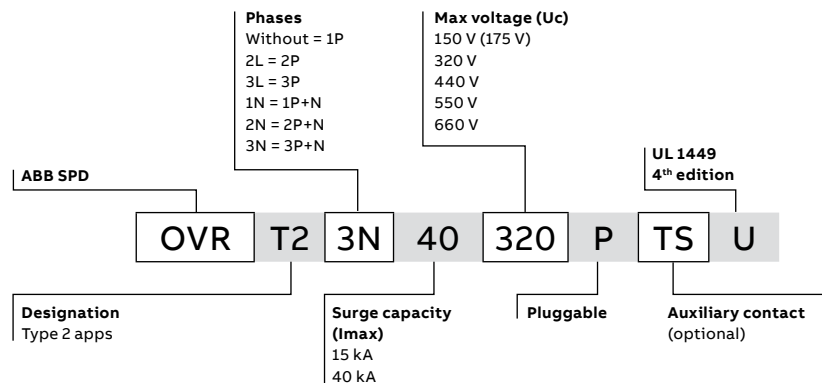 Phases
Without = 1P
2L = 2P
3L = 3P
1N = 1P+N
2N = 2P+N
3N = 3P+N
Max voltage (Uc)
150 V (175 V)
320 V
440 V
550 V
660 V
UL 1449
4th edition
ABB SPD
OVR T2 3N 40 320 P TS U
Designation
Type 2 apps
Surge capacity
(Imax)
15 kA
40 kA
Pluggable
Auxiliary contact
(optional)